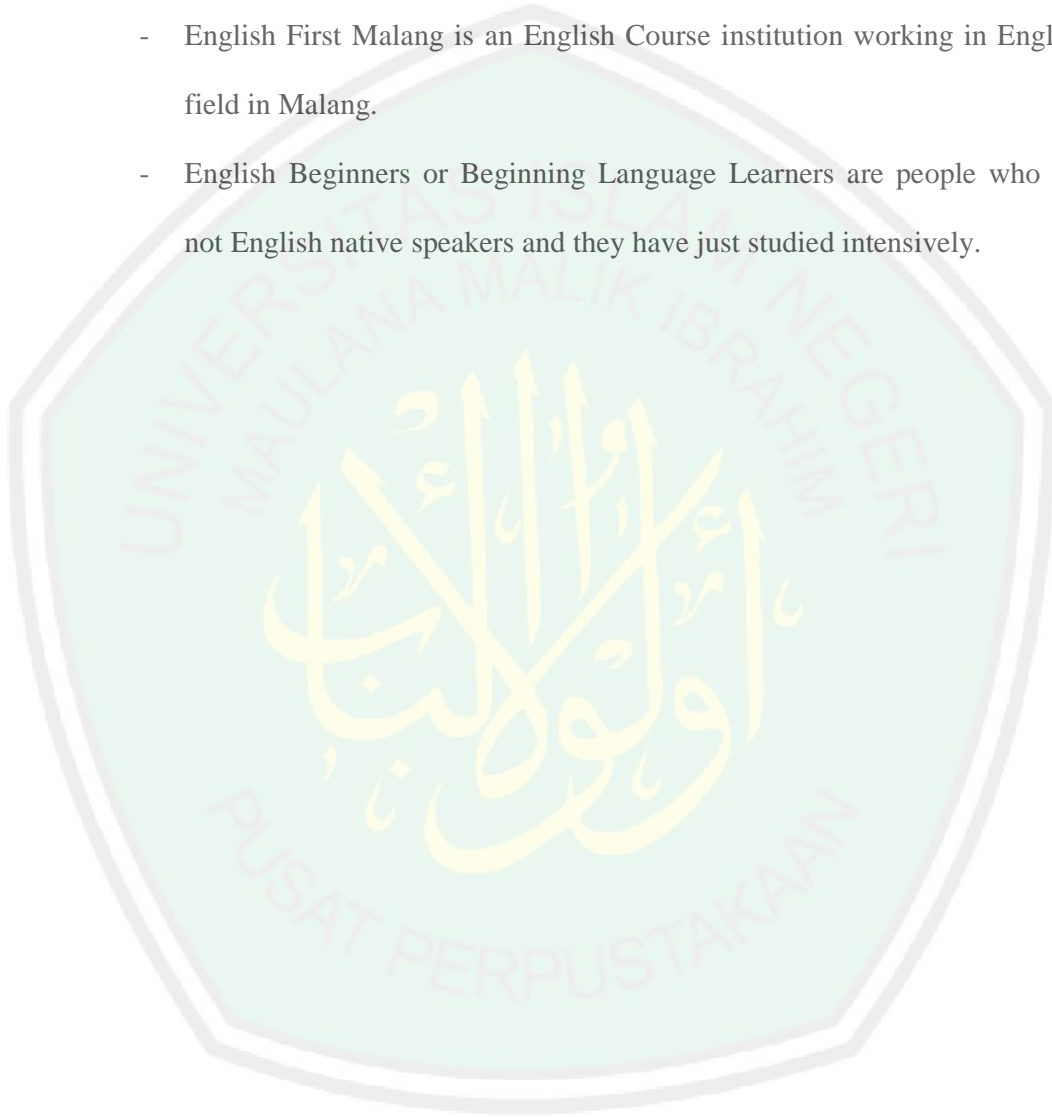 - English First Malang is an English Course institution working in Engl
field in Malang.
- English Beginners or Beginning Language Learners are people who
not English native speakers and they have just studied intensively.
UNIVERSITAS ISLAM NEGERI
MAULANA MALIK IBRAHIM
أولوا الألباب
PUSAT PERPUSTAKAAN